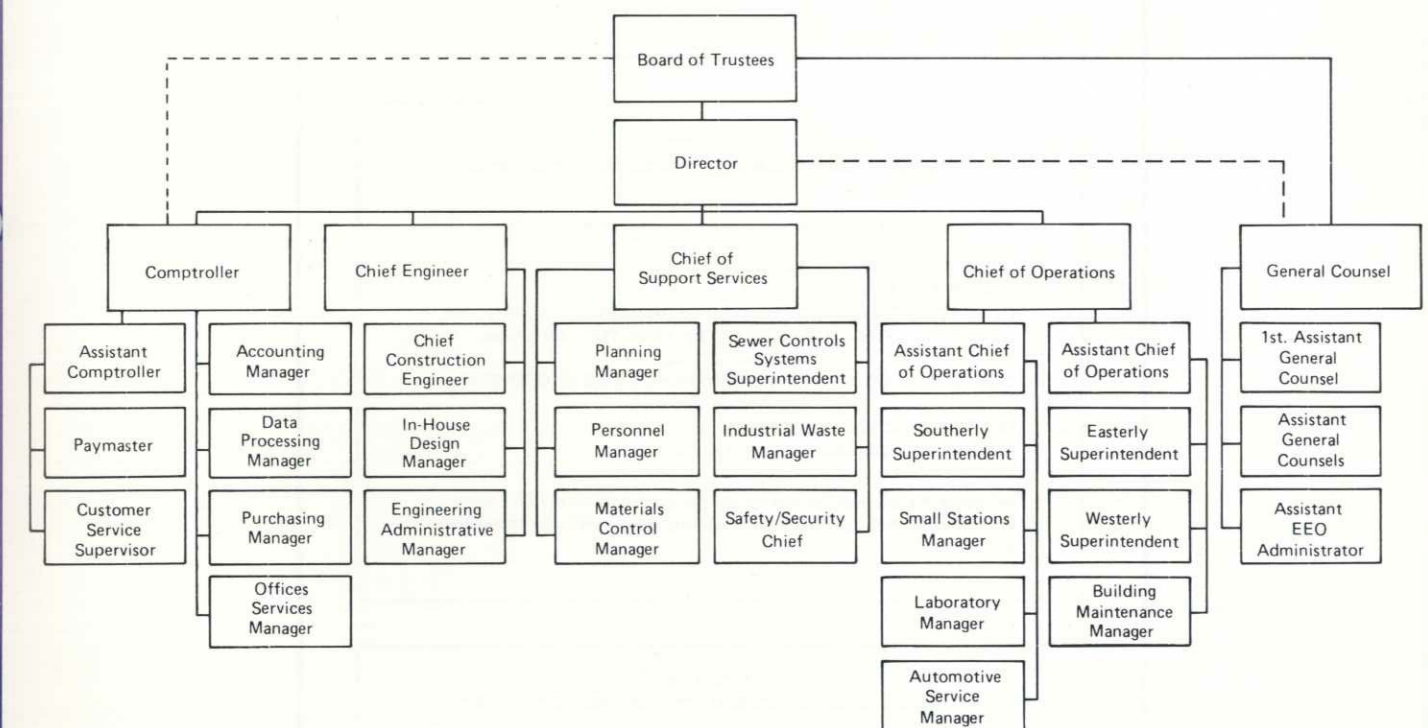 Board of Trustees
Director
Comptroller
Chief Engineer
Chief of
Support Services
Chief of Operations
General Counsel
Assistant
Comptroller
Paymaster
Customer
Service
Supervisor
Accounting
Manager
Data
Processing
Manager
Purchasing
Manager
Offices
Services
Manager
Chief
Construction
Engineer
In-House
Design
Manager
Engineering
Administrative
Manager
Planning
Manager
Personnel
Manager
Materials
Control
Manager
Sewer Controls
Systems
Superintendent
Industrial Waste
Manager
Safety/Security
Chief
Assistant Chief
of Operations
Southerly
Superintendent
Small Stations
Manager
Laboratory
Manager
Automotive
Service
Manager
Assistant Chief
of Operations
Easterly
Superintendent
Westerly
Superintendent
Building
Maintenance
Manager
1st. Assistant
General
Counsel
Assistant
General
Counsels
Assistant
EEO
Administrator